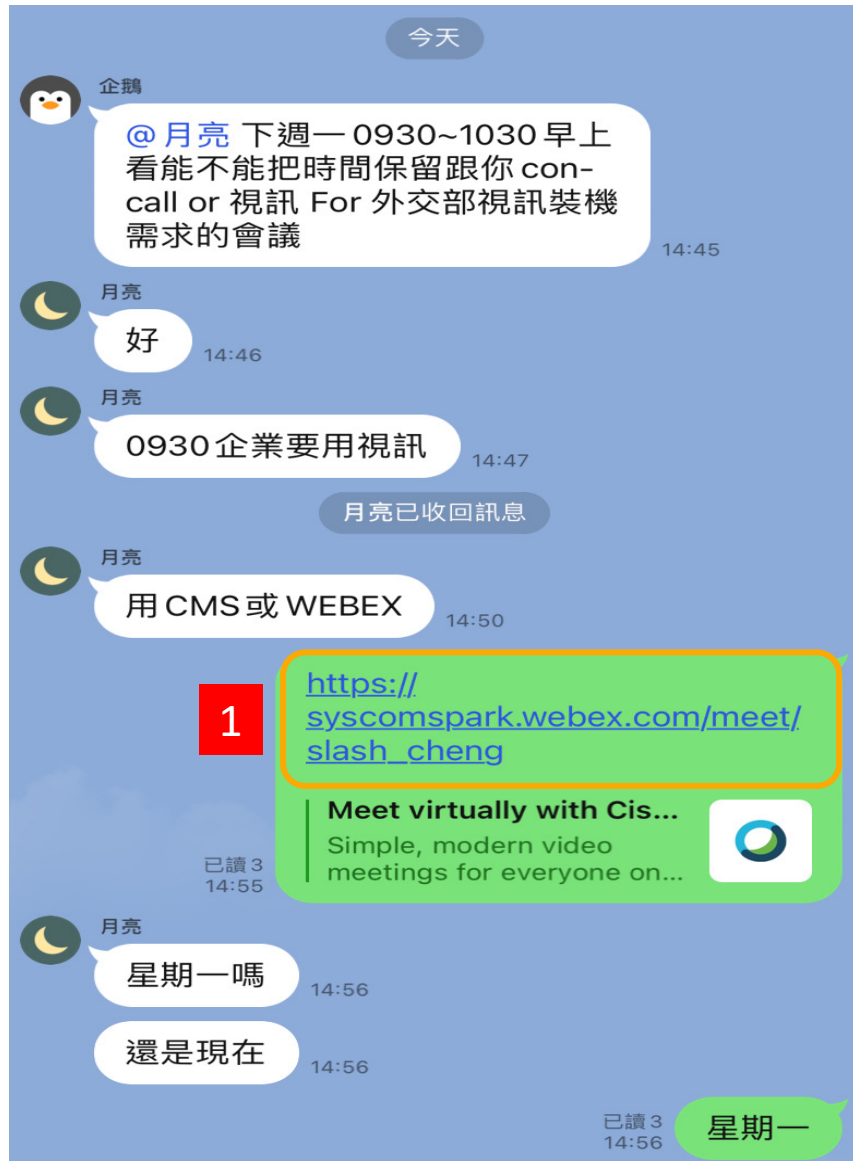 今天
企鵝
@月亮 下週一 0930~1030 早上
看能不能把時間保留跟你 con-
call or 視訊 For 外交部視訊裝機
需求的會議
14:45
月亮
好
14:46
月亮
0930企業要用視訊
14:47
月亮已收回訊息
月亮
用 CMS 或 WEBEX
14:50
1
https://
syscomspark.webex.com/meet/
slash_cheng
Meet virtually with Cis...
Simple, modern video
meetings for everyone on...
已讀 3
14:55
月亮
星期一嗎
14:56
還是現在
14:56
已讀 3
14:56
星期一